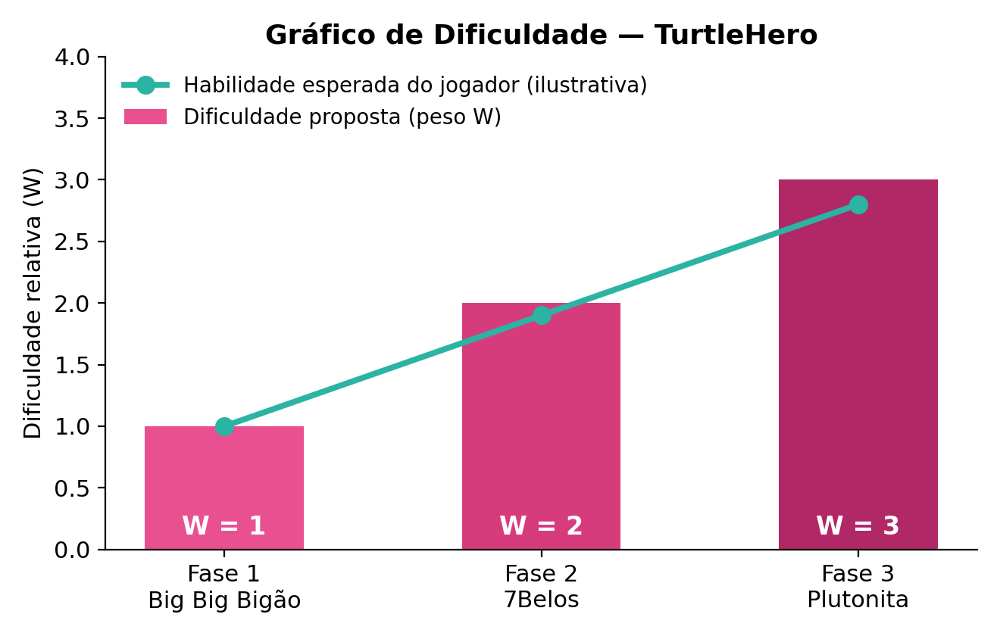 Gráfico de Dificuldade — TurtleHero
Habilidade esperada do jogador (ilustrativa)
Dificuldade proposta (peso W)
Dificuldade relativa (W)
4.0
3.5
3.0
2.5
2.0
1.5
1.0
0.5
0.0
W = 1
W = 2
W = 3
Fase 1
Big Big Bigão
Fase 2
7Belos
Fase 3
Plutonita